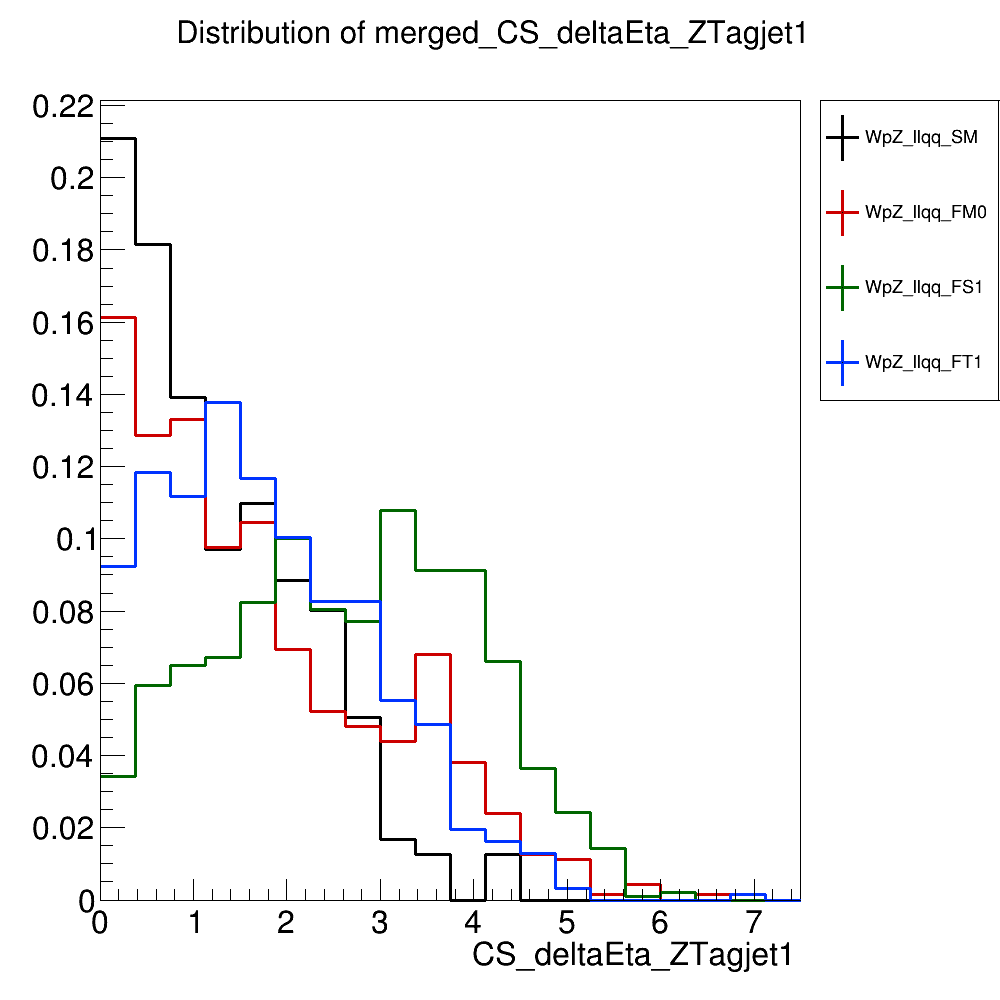 Distribution of merged_CS_deltaEta_ZTagjet1
0.22
0.2
0.18
0.16
0.14
0.12
0.1
0.08
0.06
0.04
0.02
0
0 1 2 3 4 5 6 7
CS_deltaEta_ZTagjet1
WpZ_llqq_SM
WpZ_llqq_FM0
WpZ_llqq_FS1
WpZ_llqq_FT1